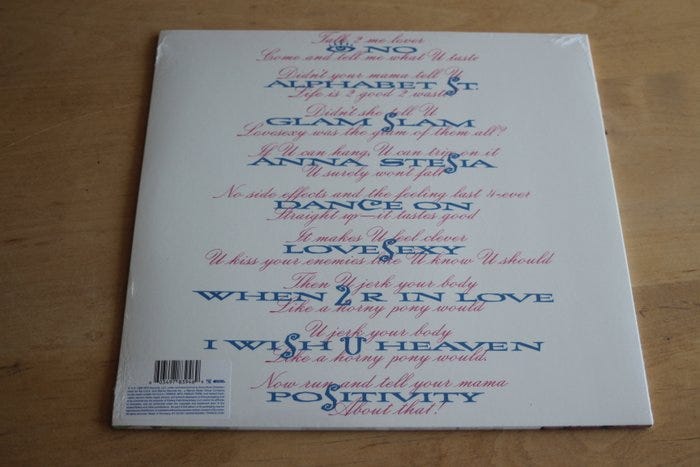 Talk 2 me lover
👁 NO
Come and tell me what U taste
Didn't your mama tell U
ALPHABET St.
Life is 2 good 2 waste
Didn't she tell U
GLAM SLAM
Lovesexy was the glam of them all?
If U can hang, U can trip on it
ANNA STESIA
U surely won't fall
No side effects and the feeling last 4-ever
DANCE ON
Straight up—it tastes good
It makes U feel clever
LOVESEXY
U kiss your enemies like U know U should
Then U jerk your body
WHEN 2 R IN LOVE
Like a horny pony would
U jerk your body
I WISH U HEAVEN
Like a horny pony would.
Now run and tell your mama
POSITIVITY
About that!